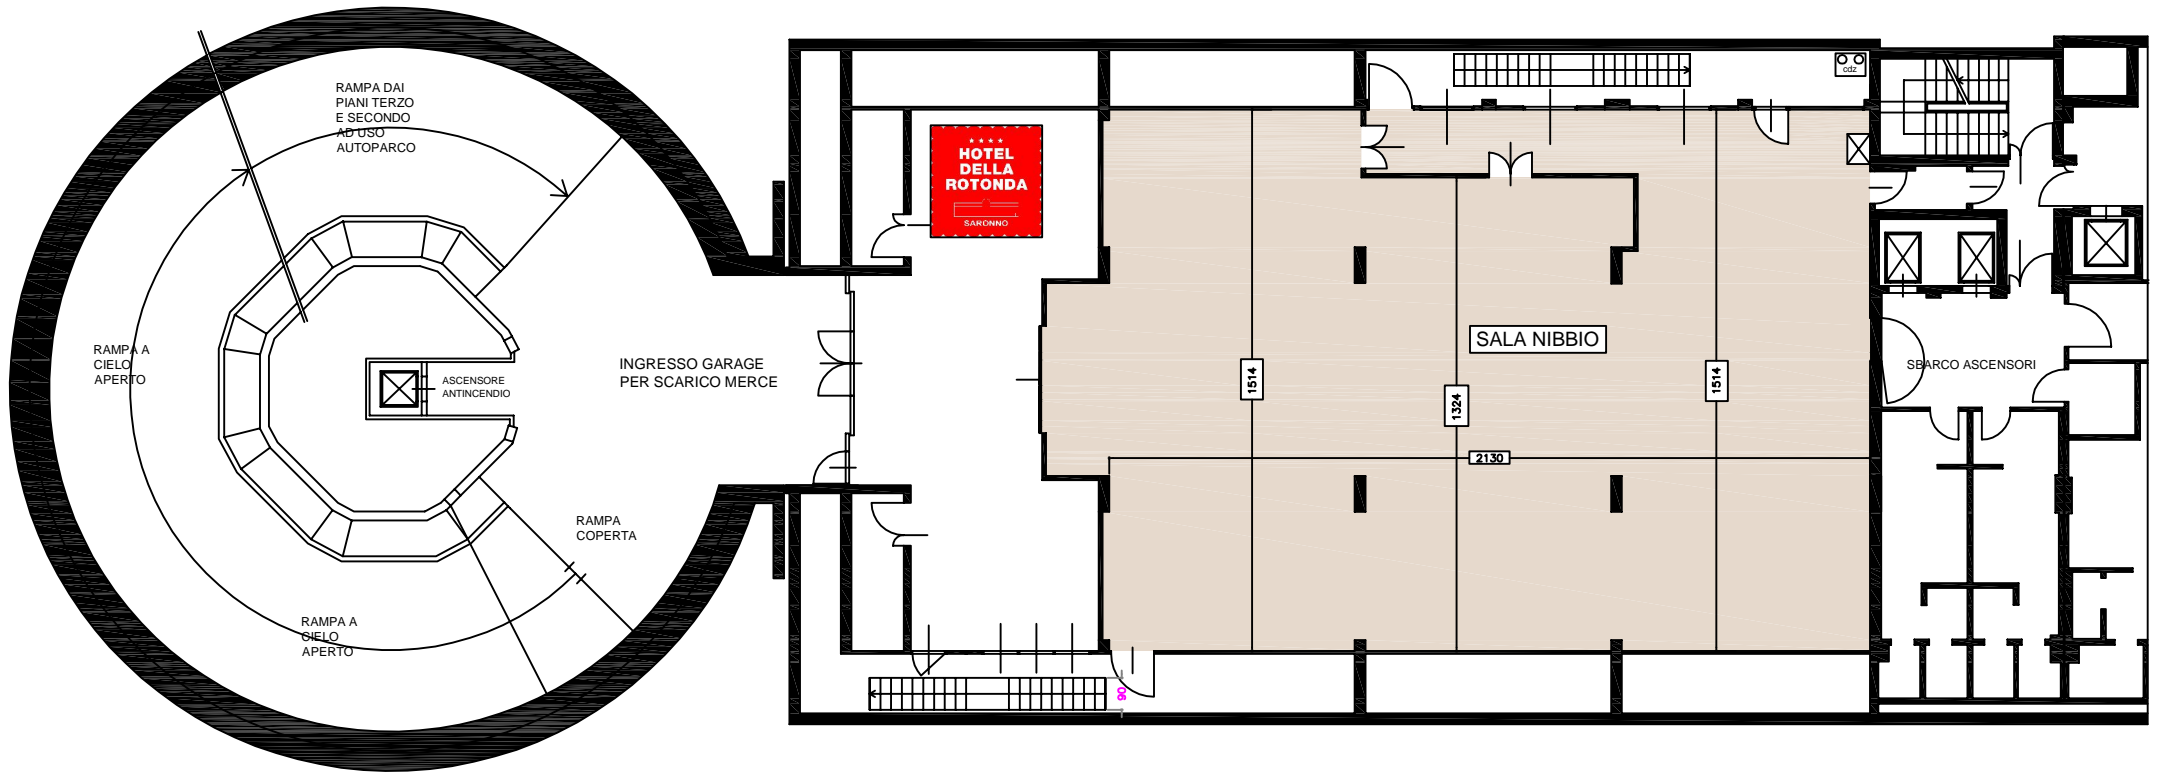 RAMPA DAI
PIANI TERZO
E SECONDO
AD USO
AUTOPARCO
RAMPA A
CIELO
APERTO
ASCENSORE
ANTINCENDIO
INGRESSO GARAGE
PER SCARICO MERCE
RAMPA
COPERTA
RAMPA A
CIELO
APERTO
HOTEL
DELLA
ROTONDA
SARONNO
SALA NIBBIO
1514
1324
1514
2130
90
cdz
SBARCO ASCENSORI